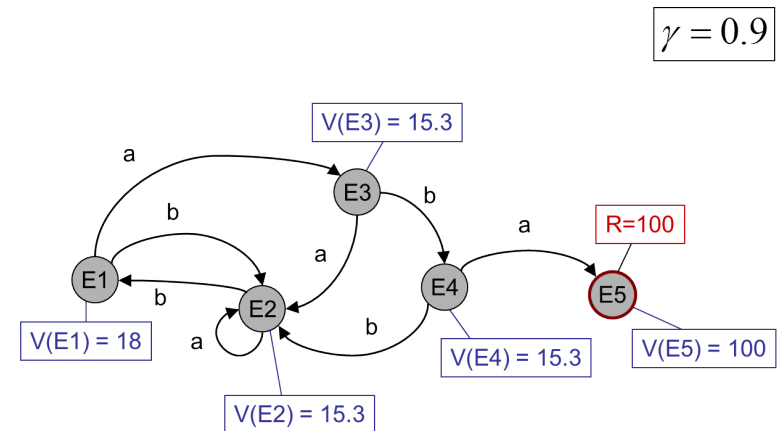 γ = 0.9
V(E3) = 15.3
a
E3
b
R=100
b
a
a
E1
b
E2
E4
E5
a
b
V(E1) = 18
V(E4) = 15.3
V(E5) = 100
V(E2) = 15.3